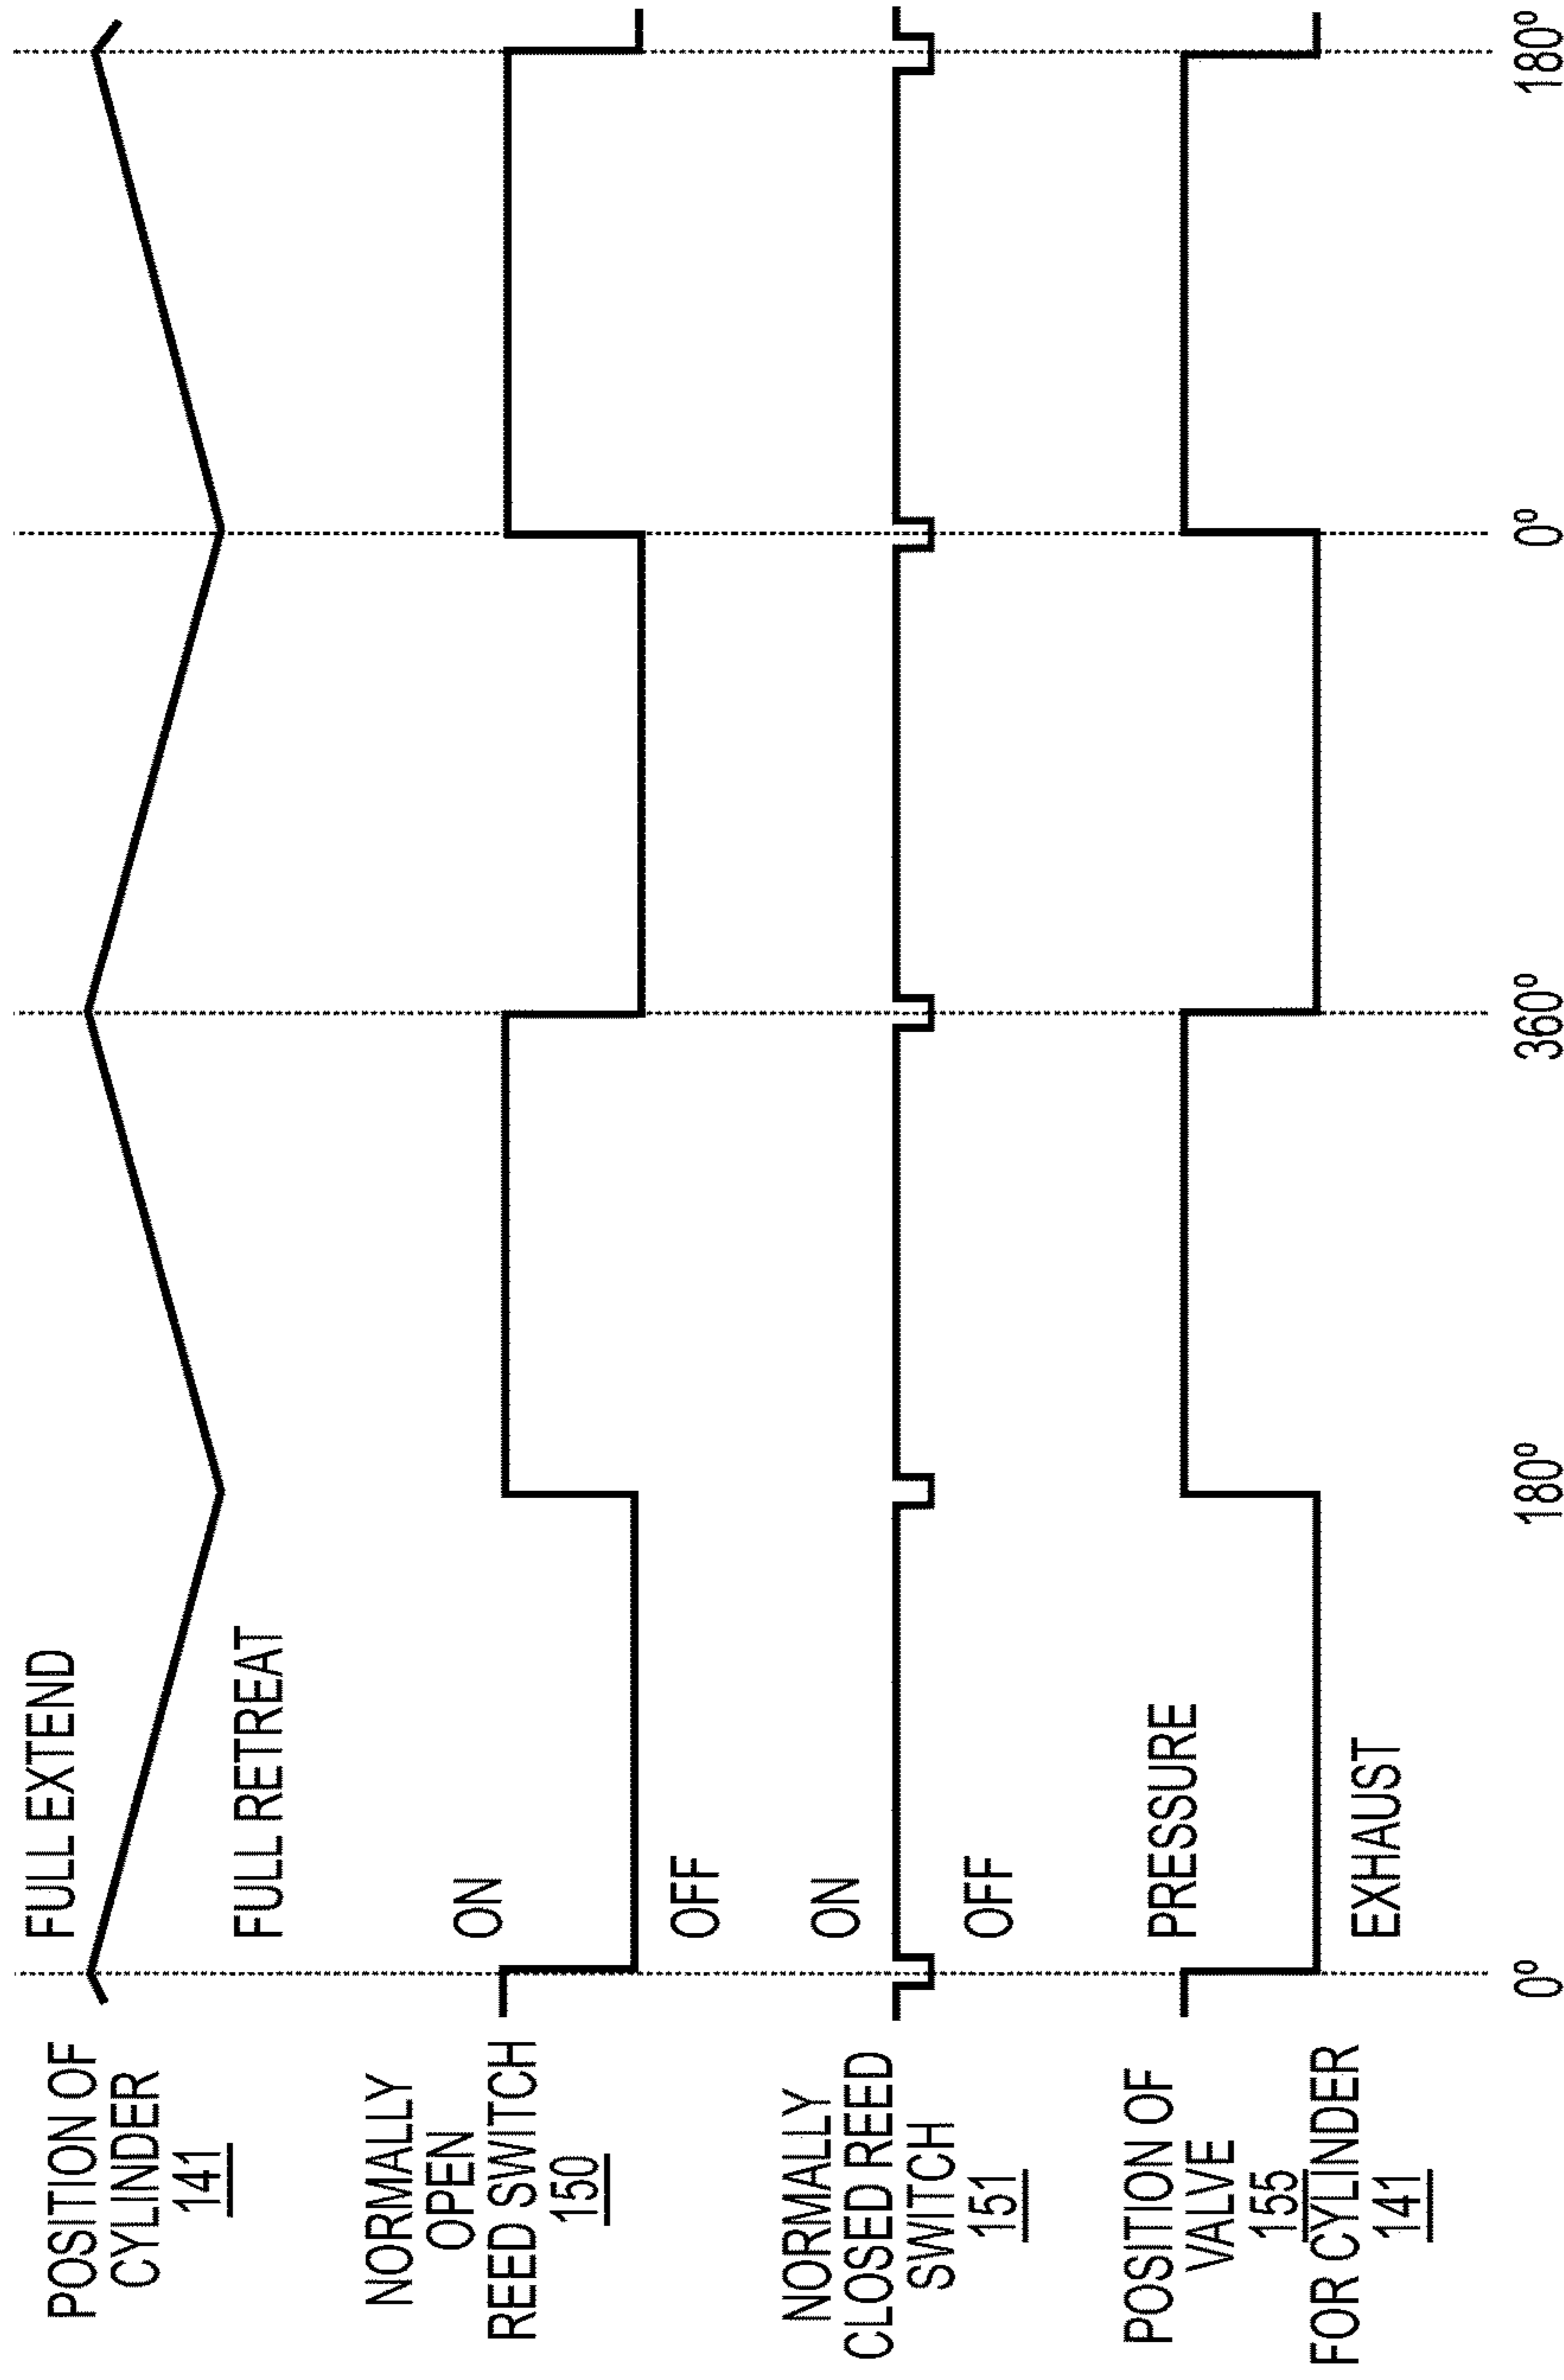 POSITION OF
CYLINDER
141
FULL EXTEND
FULL RETREAT
NORMALLY
OPEN
REED SWITCH
150
ON
OFF
NORMALLY
CLOSED REED
SWITCH
151
ON
OFF
POSITION OF
VALVE
155
FOR CYLINDER
141
PRESSURE
EXHAUST
0° 180° 360° 0° 180°